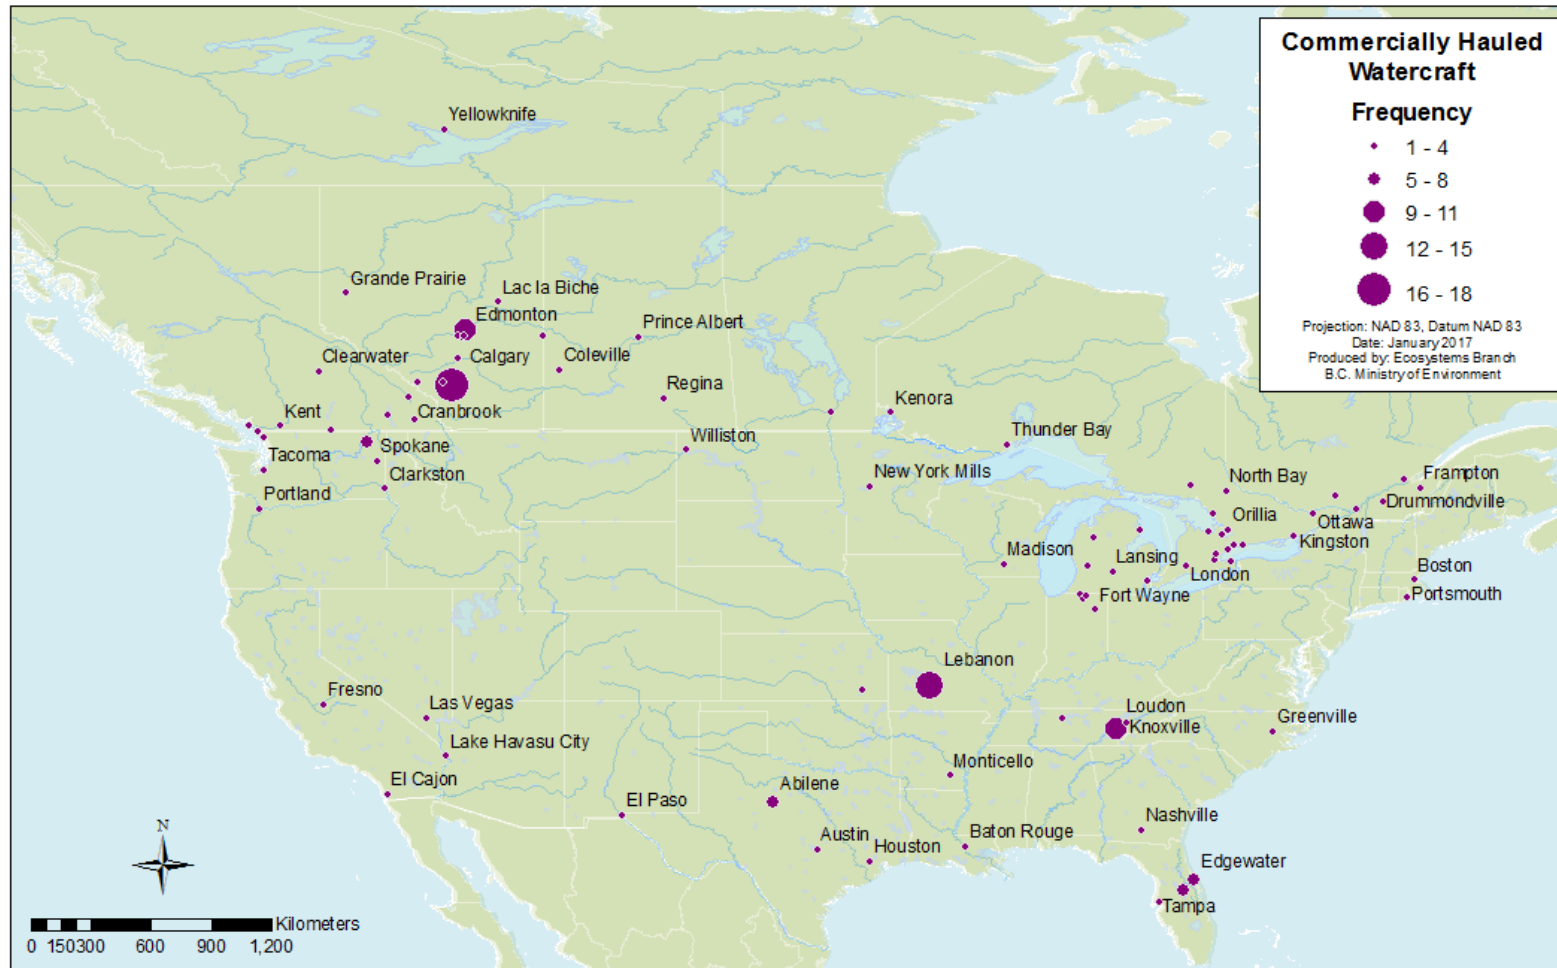 Commercially Hauled
Watercraft
Frequency
1 - 4
5 - 8
9 - 11
12 - 15
16 - 18
Projection: NAD 83, Datum NAD 83
Date: January 2017
Produced by: Ecosystems Branch
B.C. Ministry of Environment
Yellowknife
Grande Prairie
Lac la Biche
Edmonton
Prince Albert
Clearwater
Calgary
Coleville
Regina
Kenora
Kent
Cranbrook
Thunder Bay
Spokane
Williston
Tacoma
Clarkston
New York Mills
North Bay
Frampton
Portland
Drummondville
Orillia
Ottawa
Kingston
Madison
Lansing
London
Boston
Fort Wayne
Portsmouth
Lebanon
Fresno
Las Vegas
Loudon
Greenville
Knoxville
Lake Havasu City
Monticello
El Cajon
Abilene
El Paso
Nashville
Austin
Houston
Baton Rouge
Edgewater
Tampa
N
Kilometers
0 150300 600 900 1,200